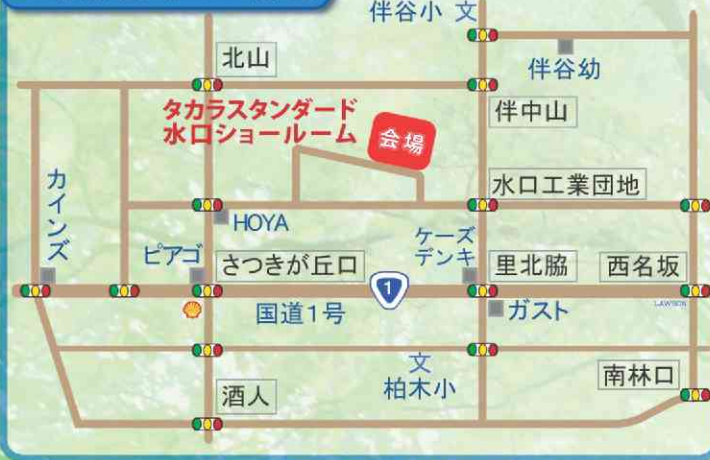 伴谷小 文
北山
伴谷幼
タカラスタンダード
水口ショールーム
会場
伴中山
カインズ
水口工業団地
HOYA
ピアゴ
さつきが丘口
ケーズ
デンキ
里北脇
西名坂
1
国道1号
ガスト
LAWSON
文
柏木小
南林口
酒人